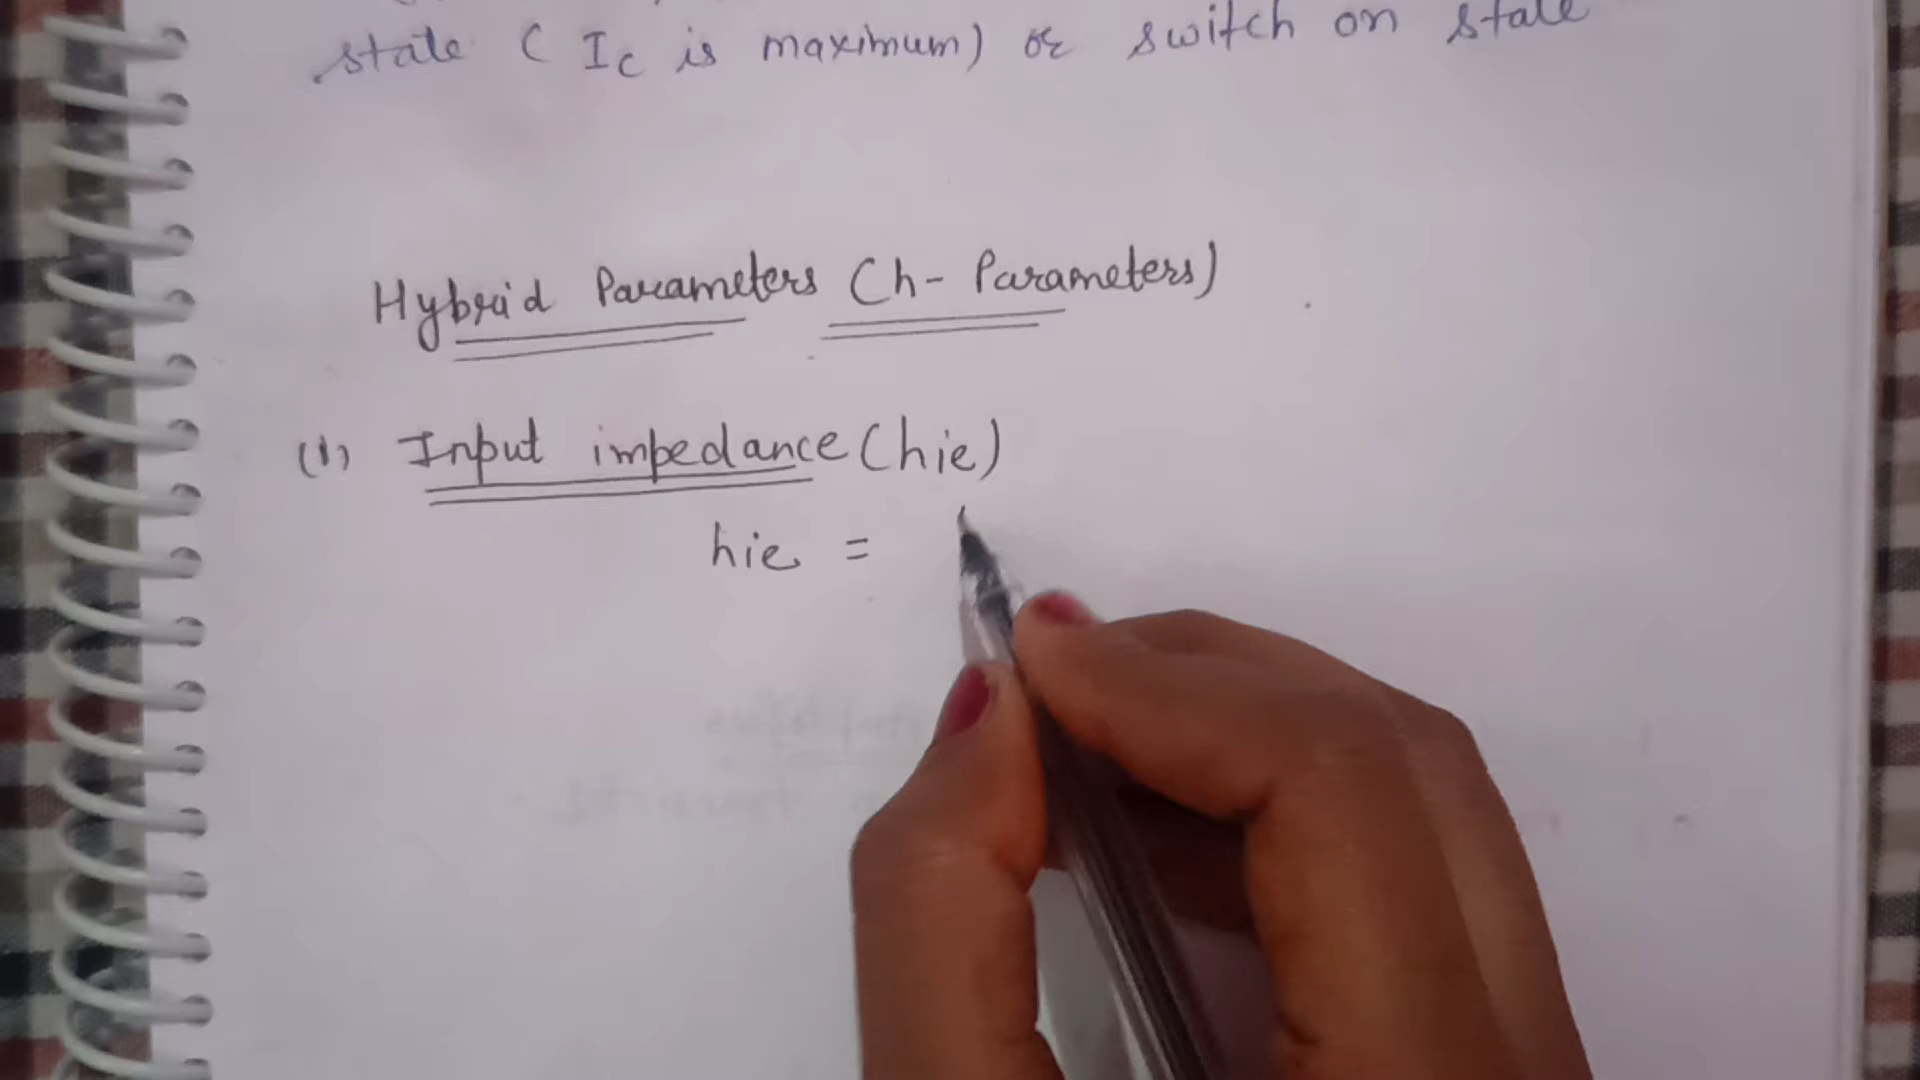 state ( Ic is maximum) or switch on state
Hybrid Parameters (h- Parameters)
(1) Input impedance (hie)
hie =